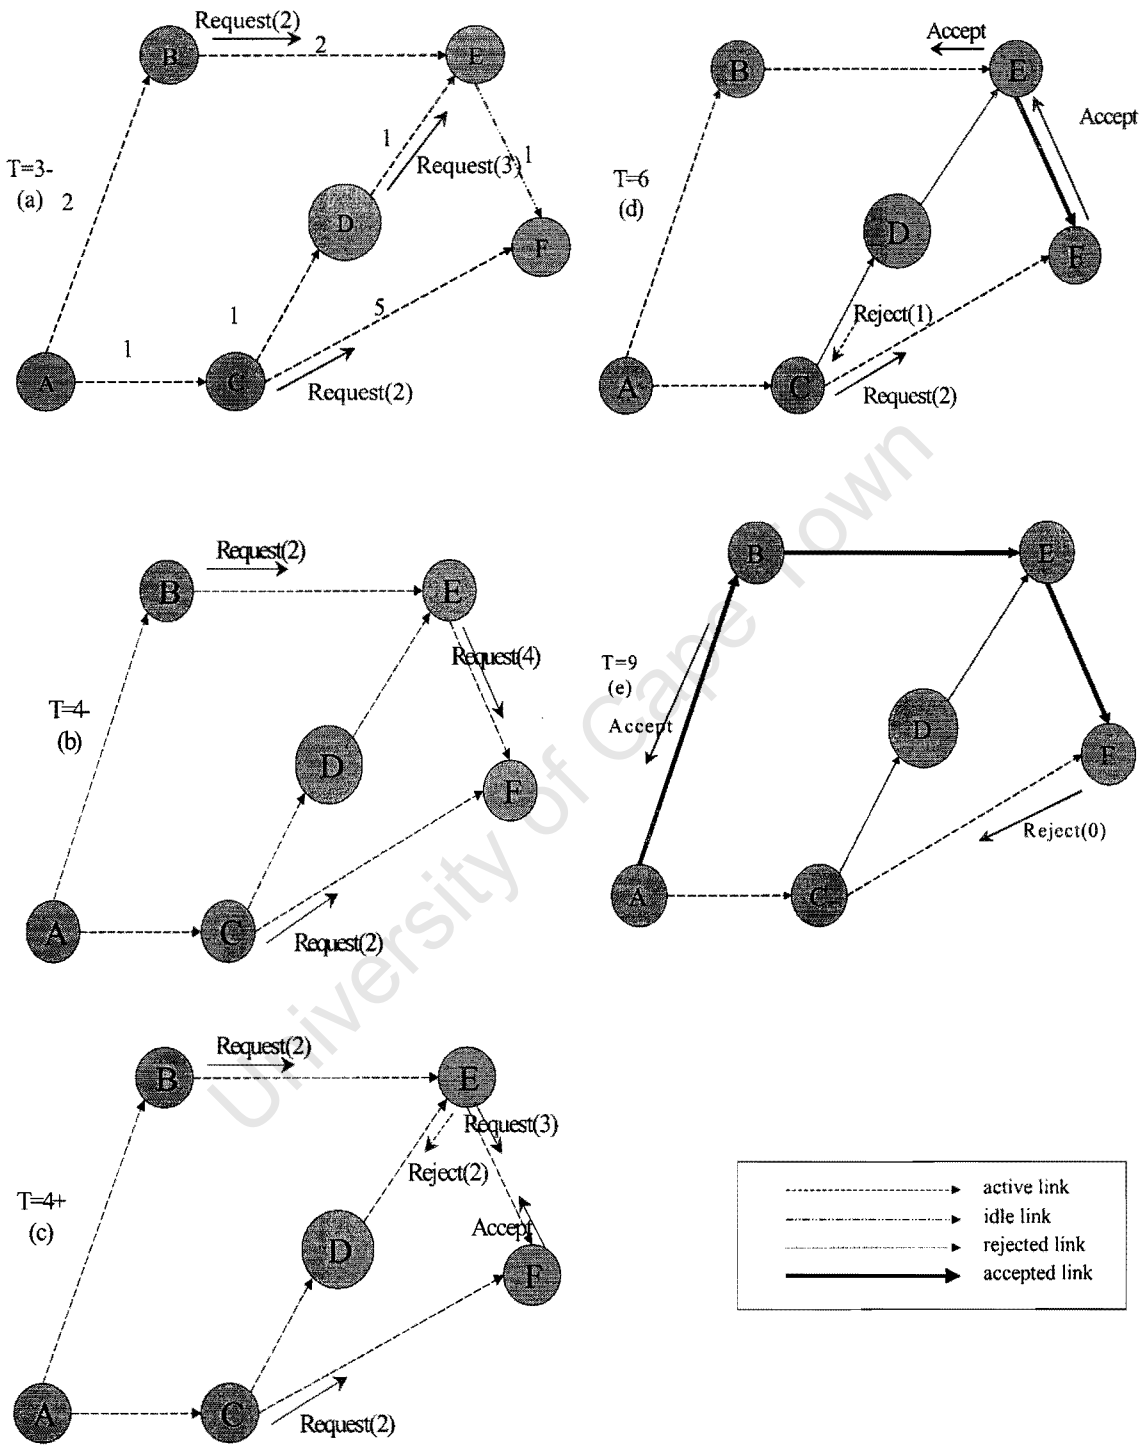 Request(2)
B
2
E
1
Request(3)
1
T=3-
(a)
2
D
F
1
5
1
A
C
Request(2)
Accept
B
E
Accept
T=6
(d)
D
F
Reject(1)
A
C
Request(2)
Request(2)
B
E
Request(4)
T=4-
(b)
D
F
A
C
Request(2)
B
E
T=9
(e)
Accept
D
F
Reject(0)
A
C
Request(2)
B
E
Request(3)
Reject(2)
T=4+
(c)
D
Accept
F
A
C
Request(2)
active link
idle link
rejected link
accepted link
University of Cape Town